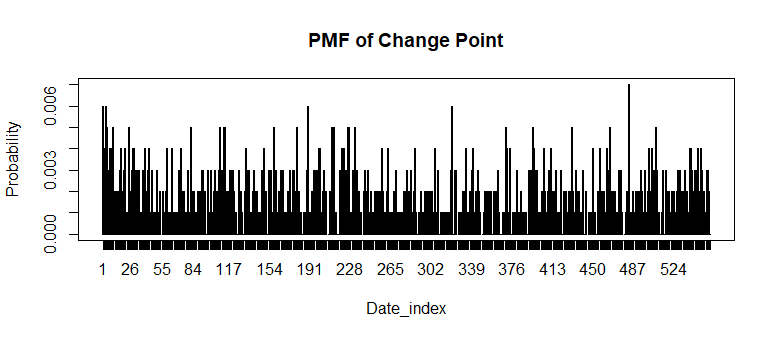 PMF of Change Point
Probability
0.006
0.003
0.000
1 26 55 84 117 154 191 228 265 302 339 376 413 450 487 524
Date_index